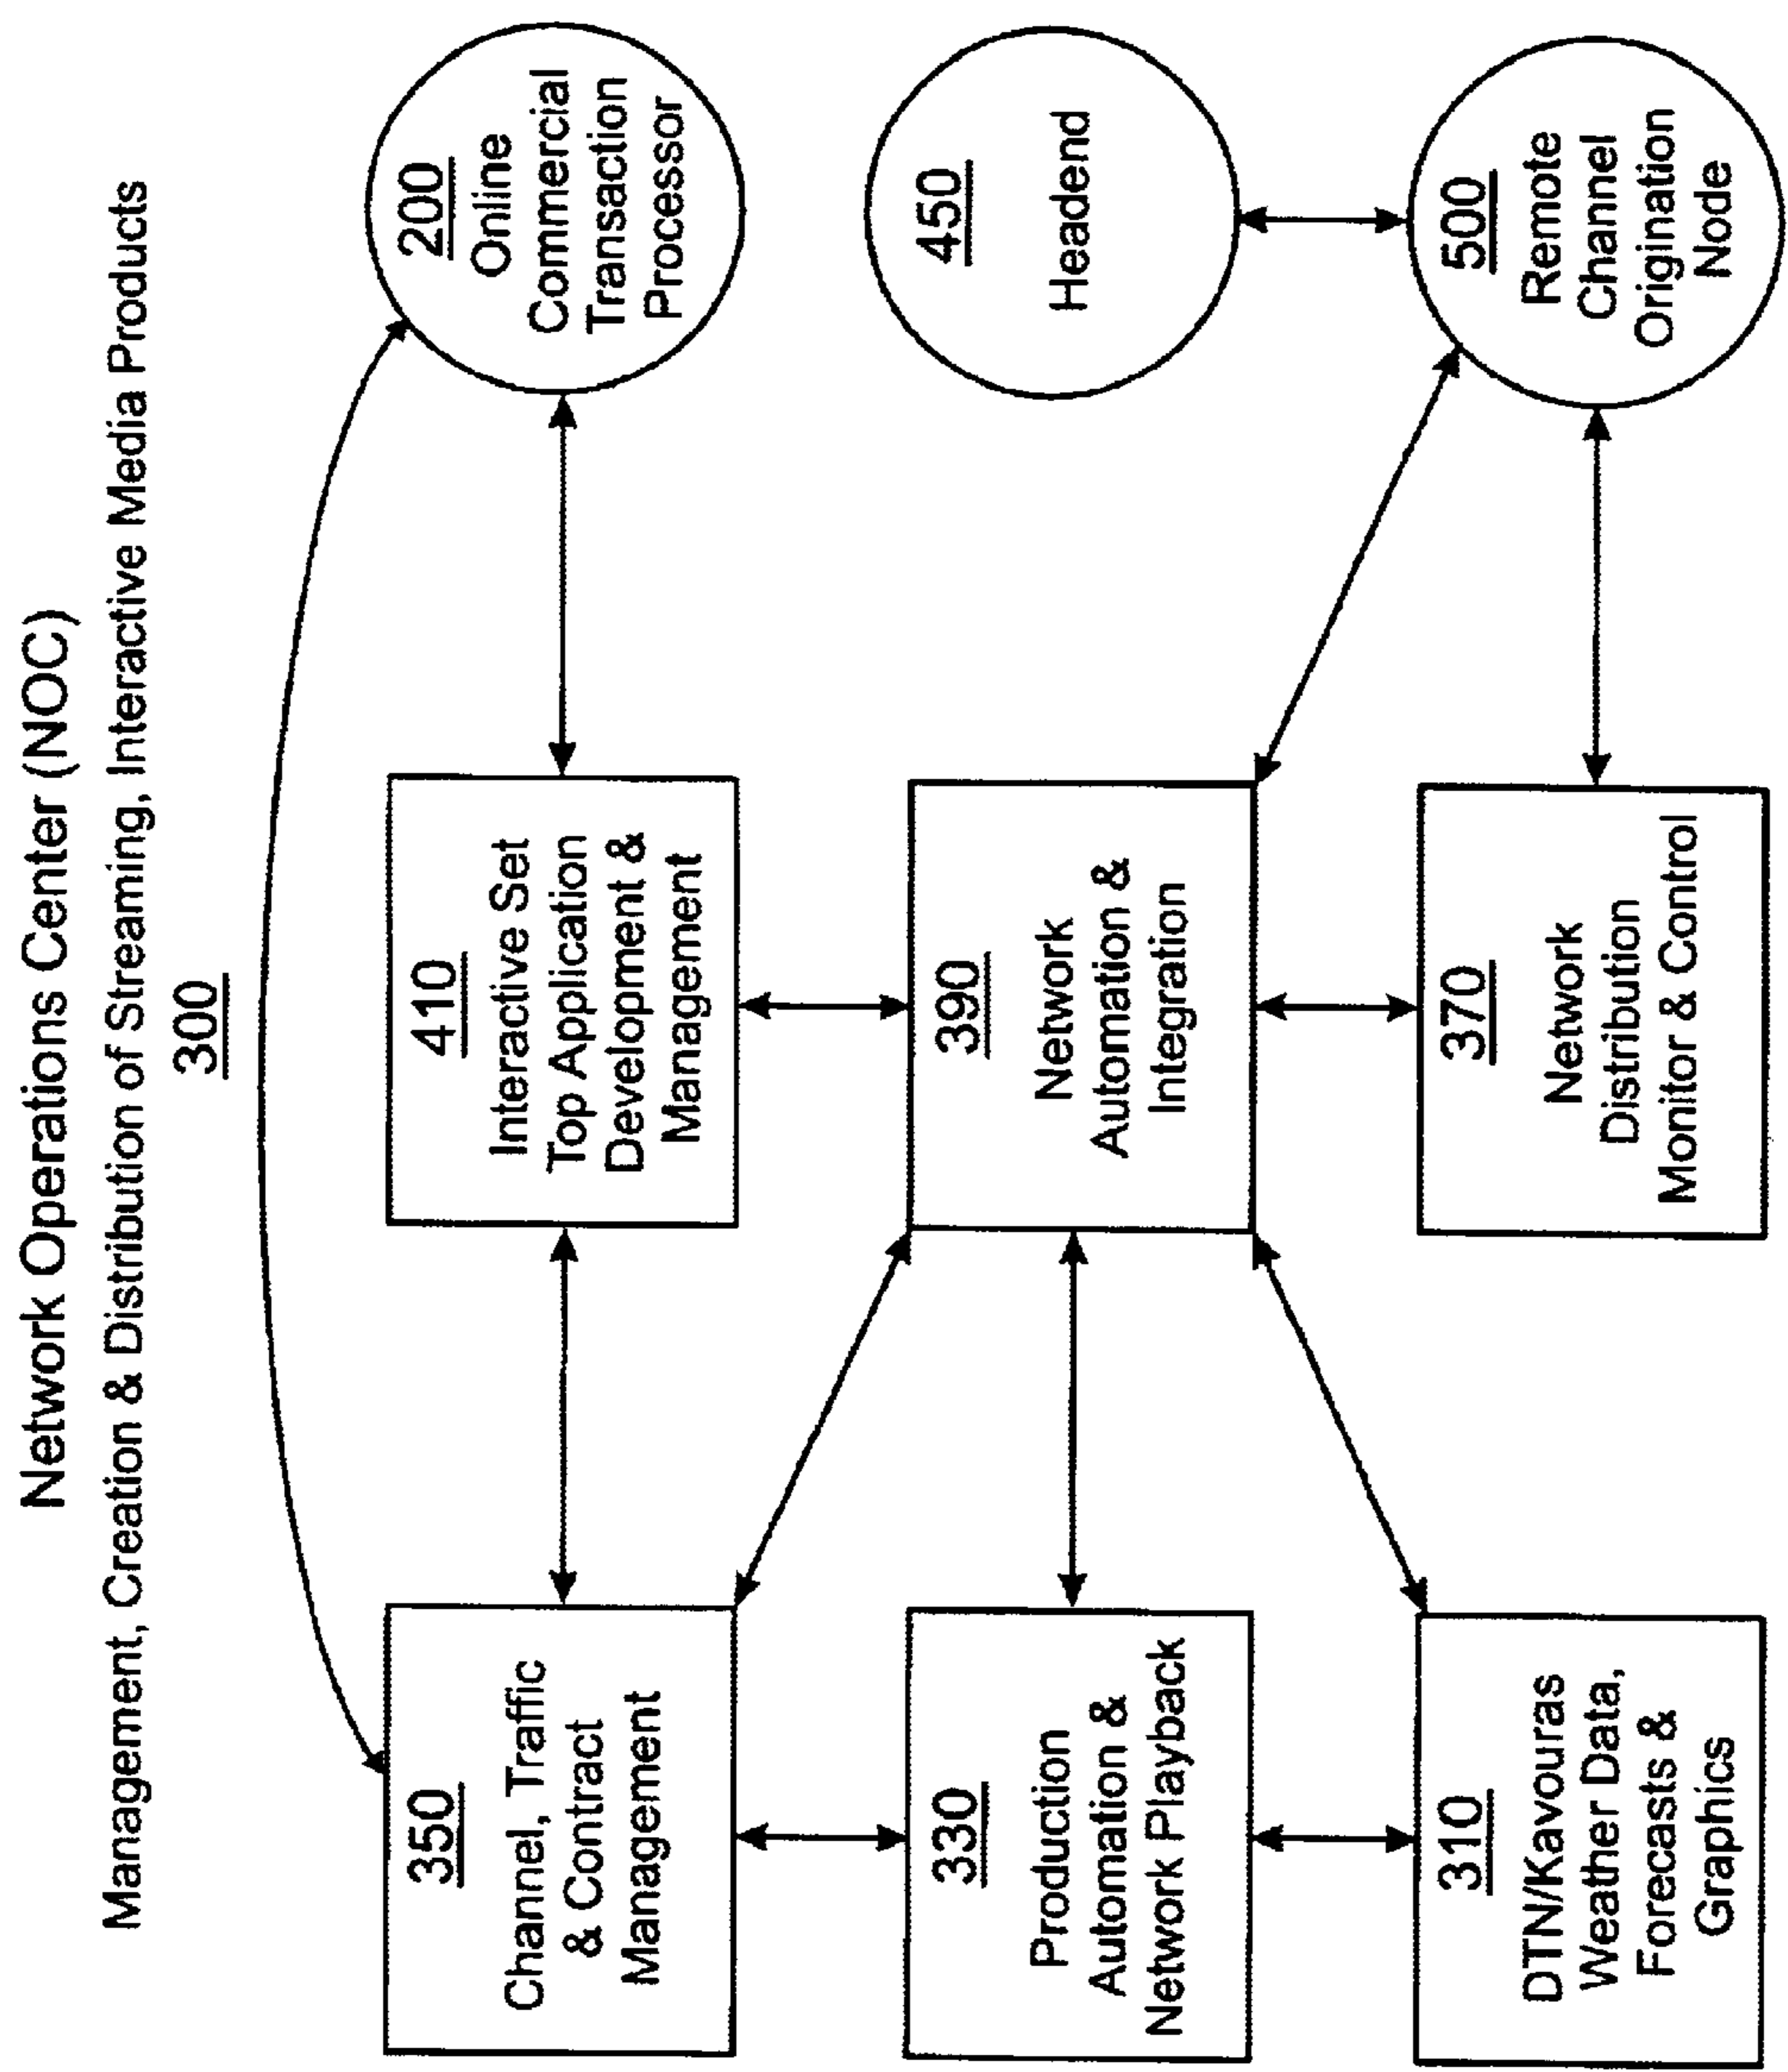 Network Operations Center (NOC)
Management, Creation & Distribution of Streaming, Interactive Media Products
300
350
Channel, Traffic
& Contract
Management
410
Interactive Set
Top Application
Development &
Management
200
Online
Commercial
Transaction
Processor
330
Production
Automation &
Network Playback
390
Network
Automation &
Integration
450
Headend
310
DTN/Kavouras
Weather Data,
Forecasts &
Graphics
370
Network
Distribution
Monitor & Control
500
Remote
Channel
Origination
Node